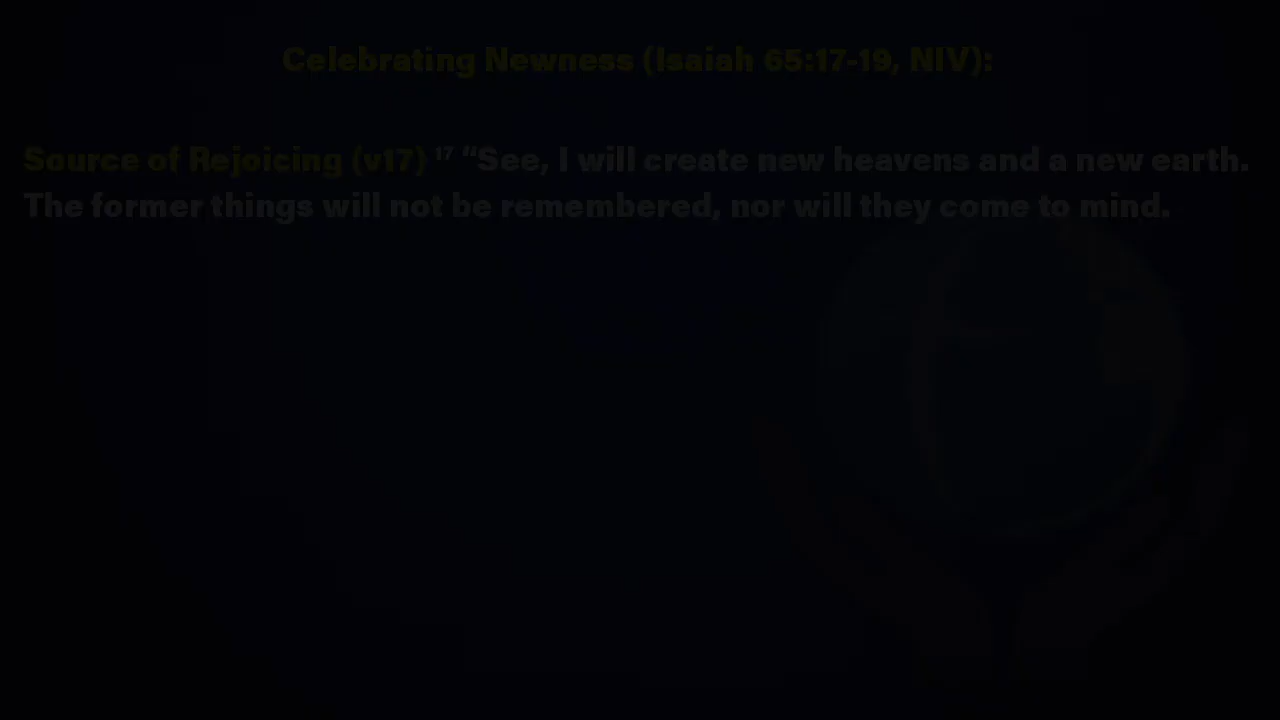 Celebrating Newness (Isaiah 65:17-19, NIV):
Source of Rejoicing (v17) 17 "See, I will create new heavens and a new earth.
The former things will not be remembered, nor will they come to mind.